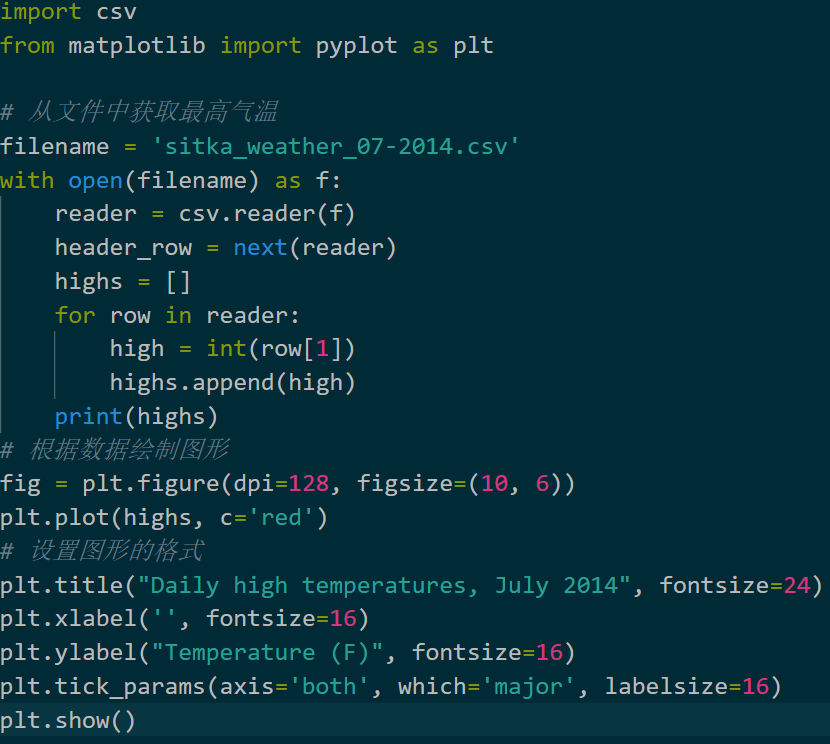 import csv
from matplotlib import pyplot as plt
# 从文件中获取最高气温
filename = 'sitka_weather_07-2014.csv'
with open(filename) as f:
    reader = csv.reader(f)
    header_row = next(reader)
    highs = []
    for row in reader:
        high = int(row[1])
        highs.append(high)
    print(highs)
# 根据数据绘制图形
fig = plt.figure(dpi=128, figsize=(10, 6))
plt.plot(highs, c='red')
# 设置图形的格式
plt.title("Daily high temperatures, July 2014", fontsize=24)
plt.xlabel('', fontsize=16)
plt.ylabel("Temperature (F)", fontsize=16)
plt.tick_params(axis='both', which='major', labelsize=16)
plt.show()